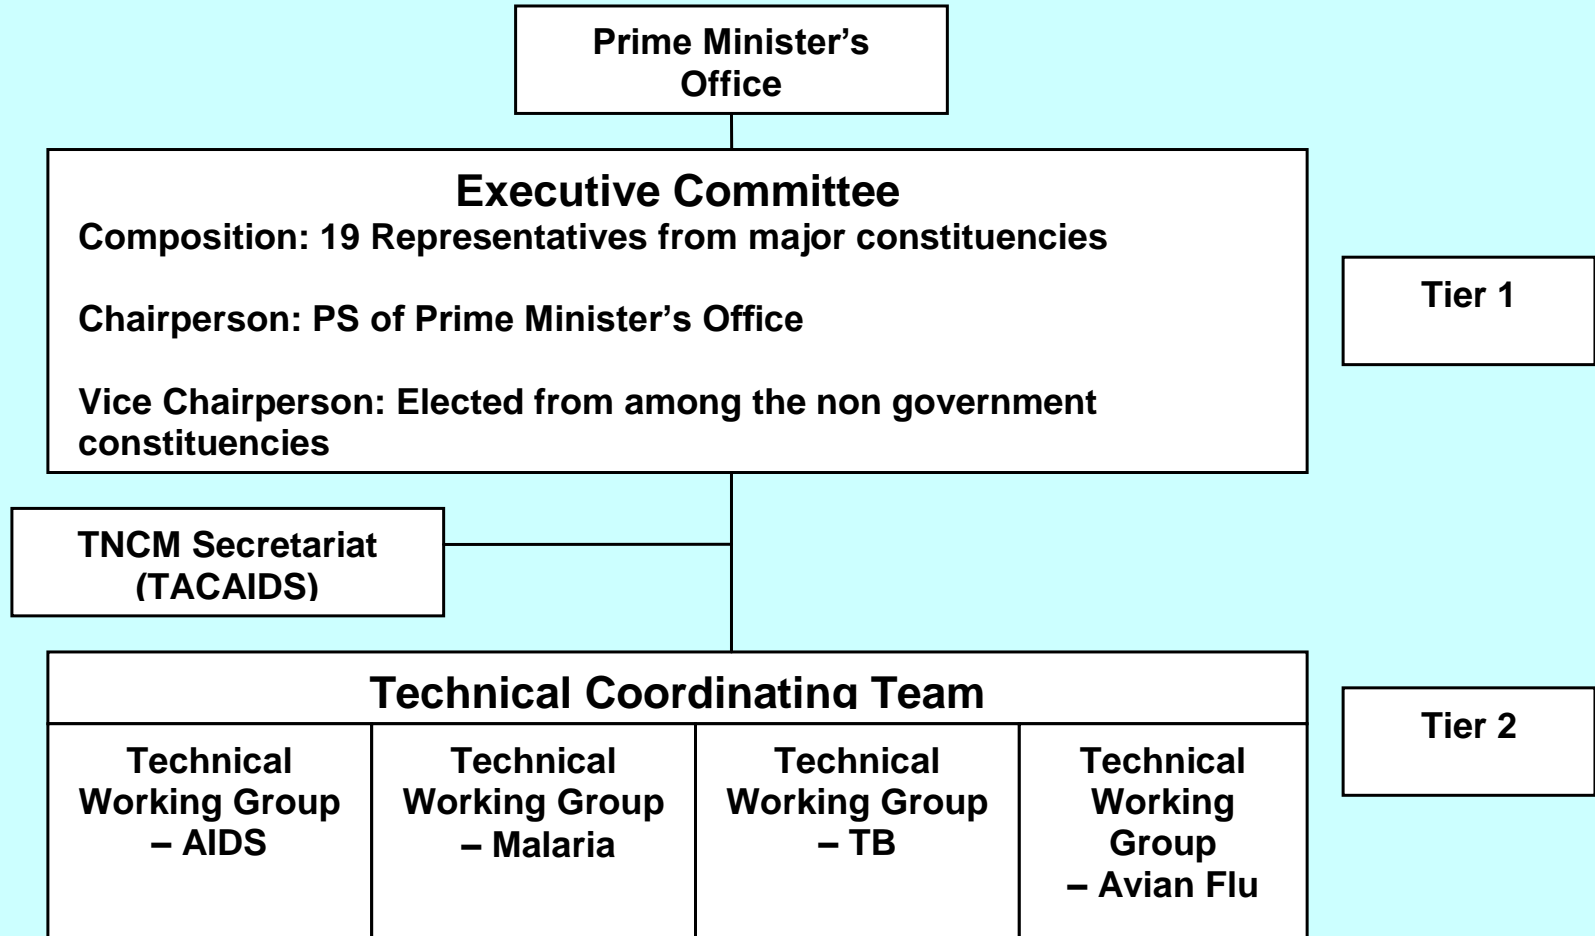 Prime Minister’s
Office
Executive Committee
Composition: 19 Representatives from major constituencies
Chairperson: PS of Prime Minister’s Office
Vice Chairperson: Elected from among the non government
constituencies
Tier 1
TNCM Secretariat
(TACAIDS)
Technical Coordinating Team
Tier 2
Technical
Working Group
– AIDS
Technical
Working Group
– Malaria
Technical
Working Group
– TB
Technical
Working
Group
– Avian Flu